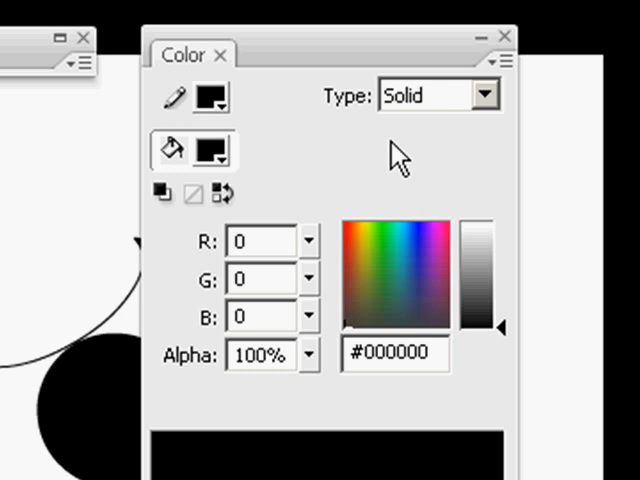 Color
Type: Solid
R: 0
G: 0
B: 0
Alpha: 100% #000000